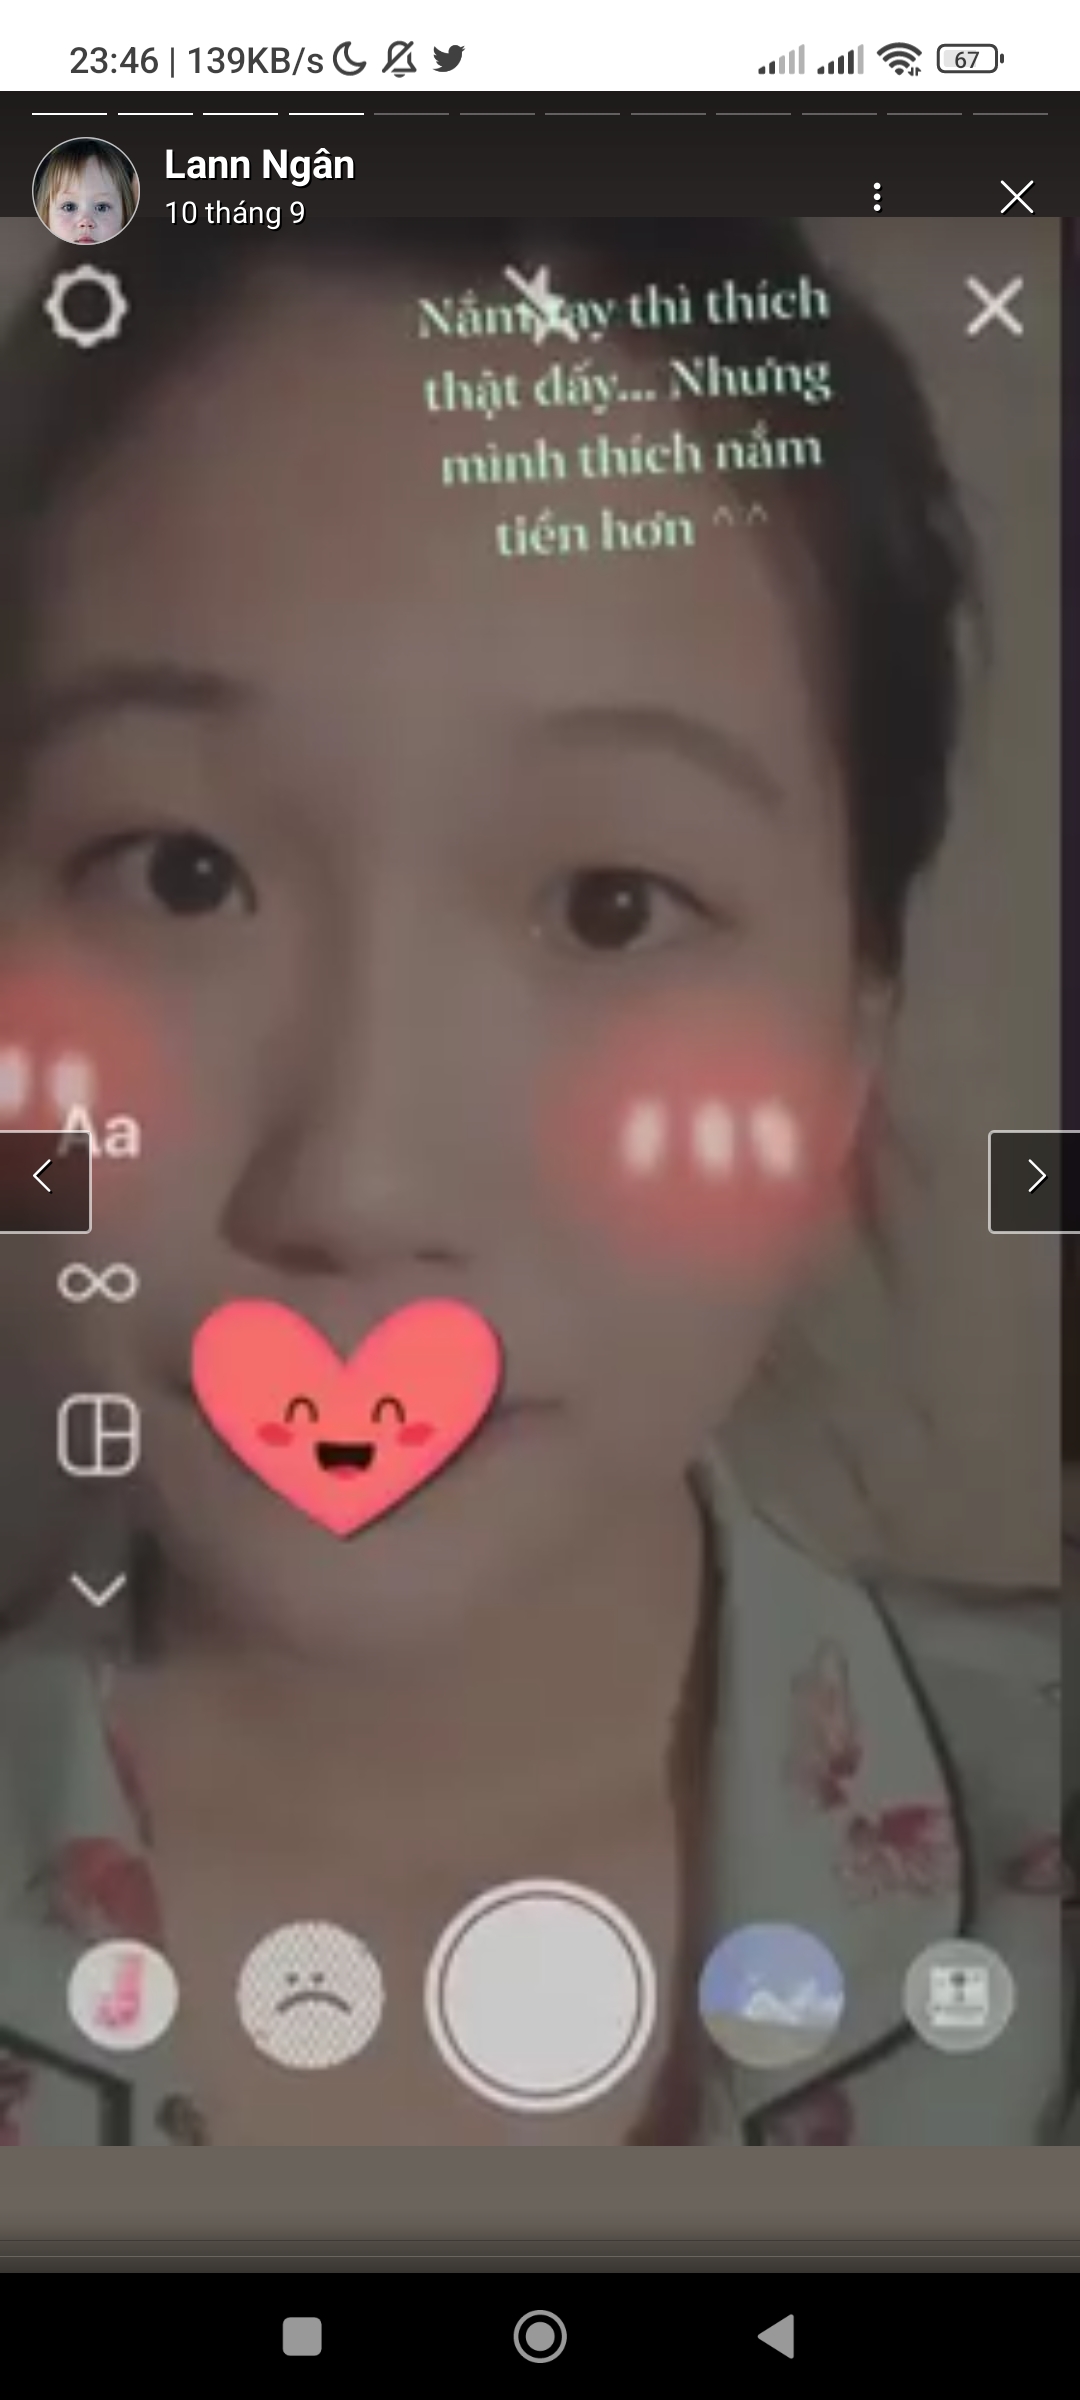 23:46 | 139KB/s
67
Lann Ngân
10 tháng 9
Nắm tay thì thích
thật đấy... Nhưng
mình thích nắm
tiền hơn ^^
Aa